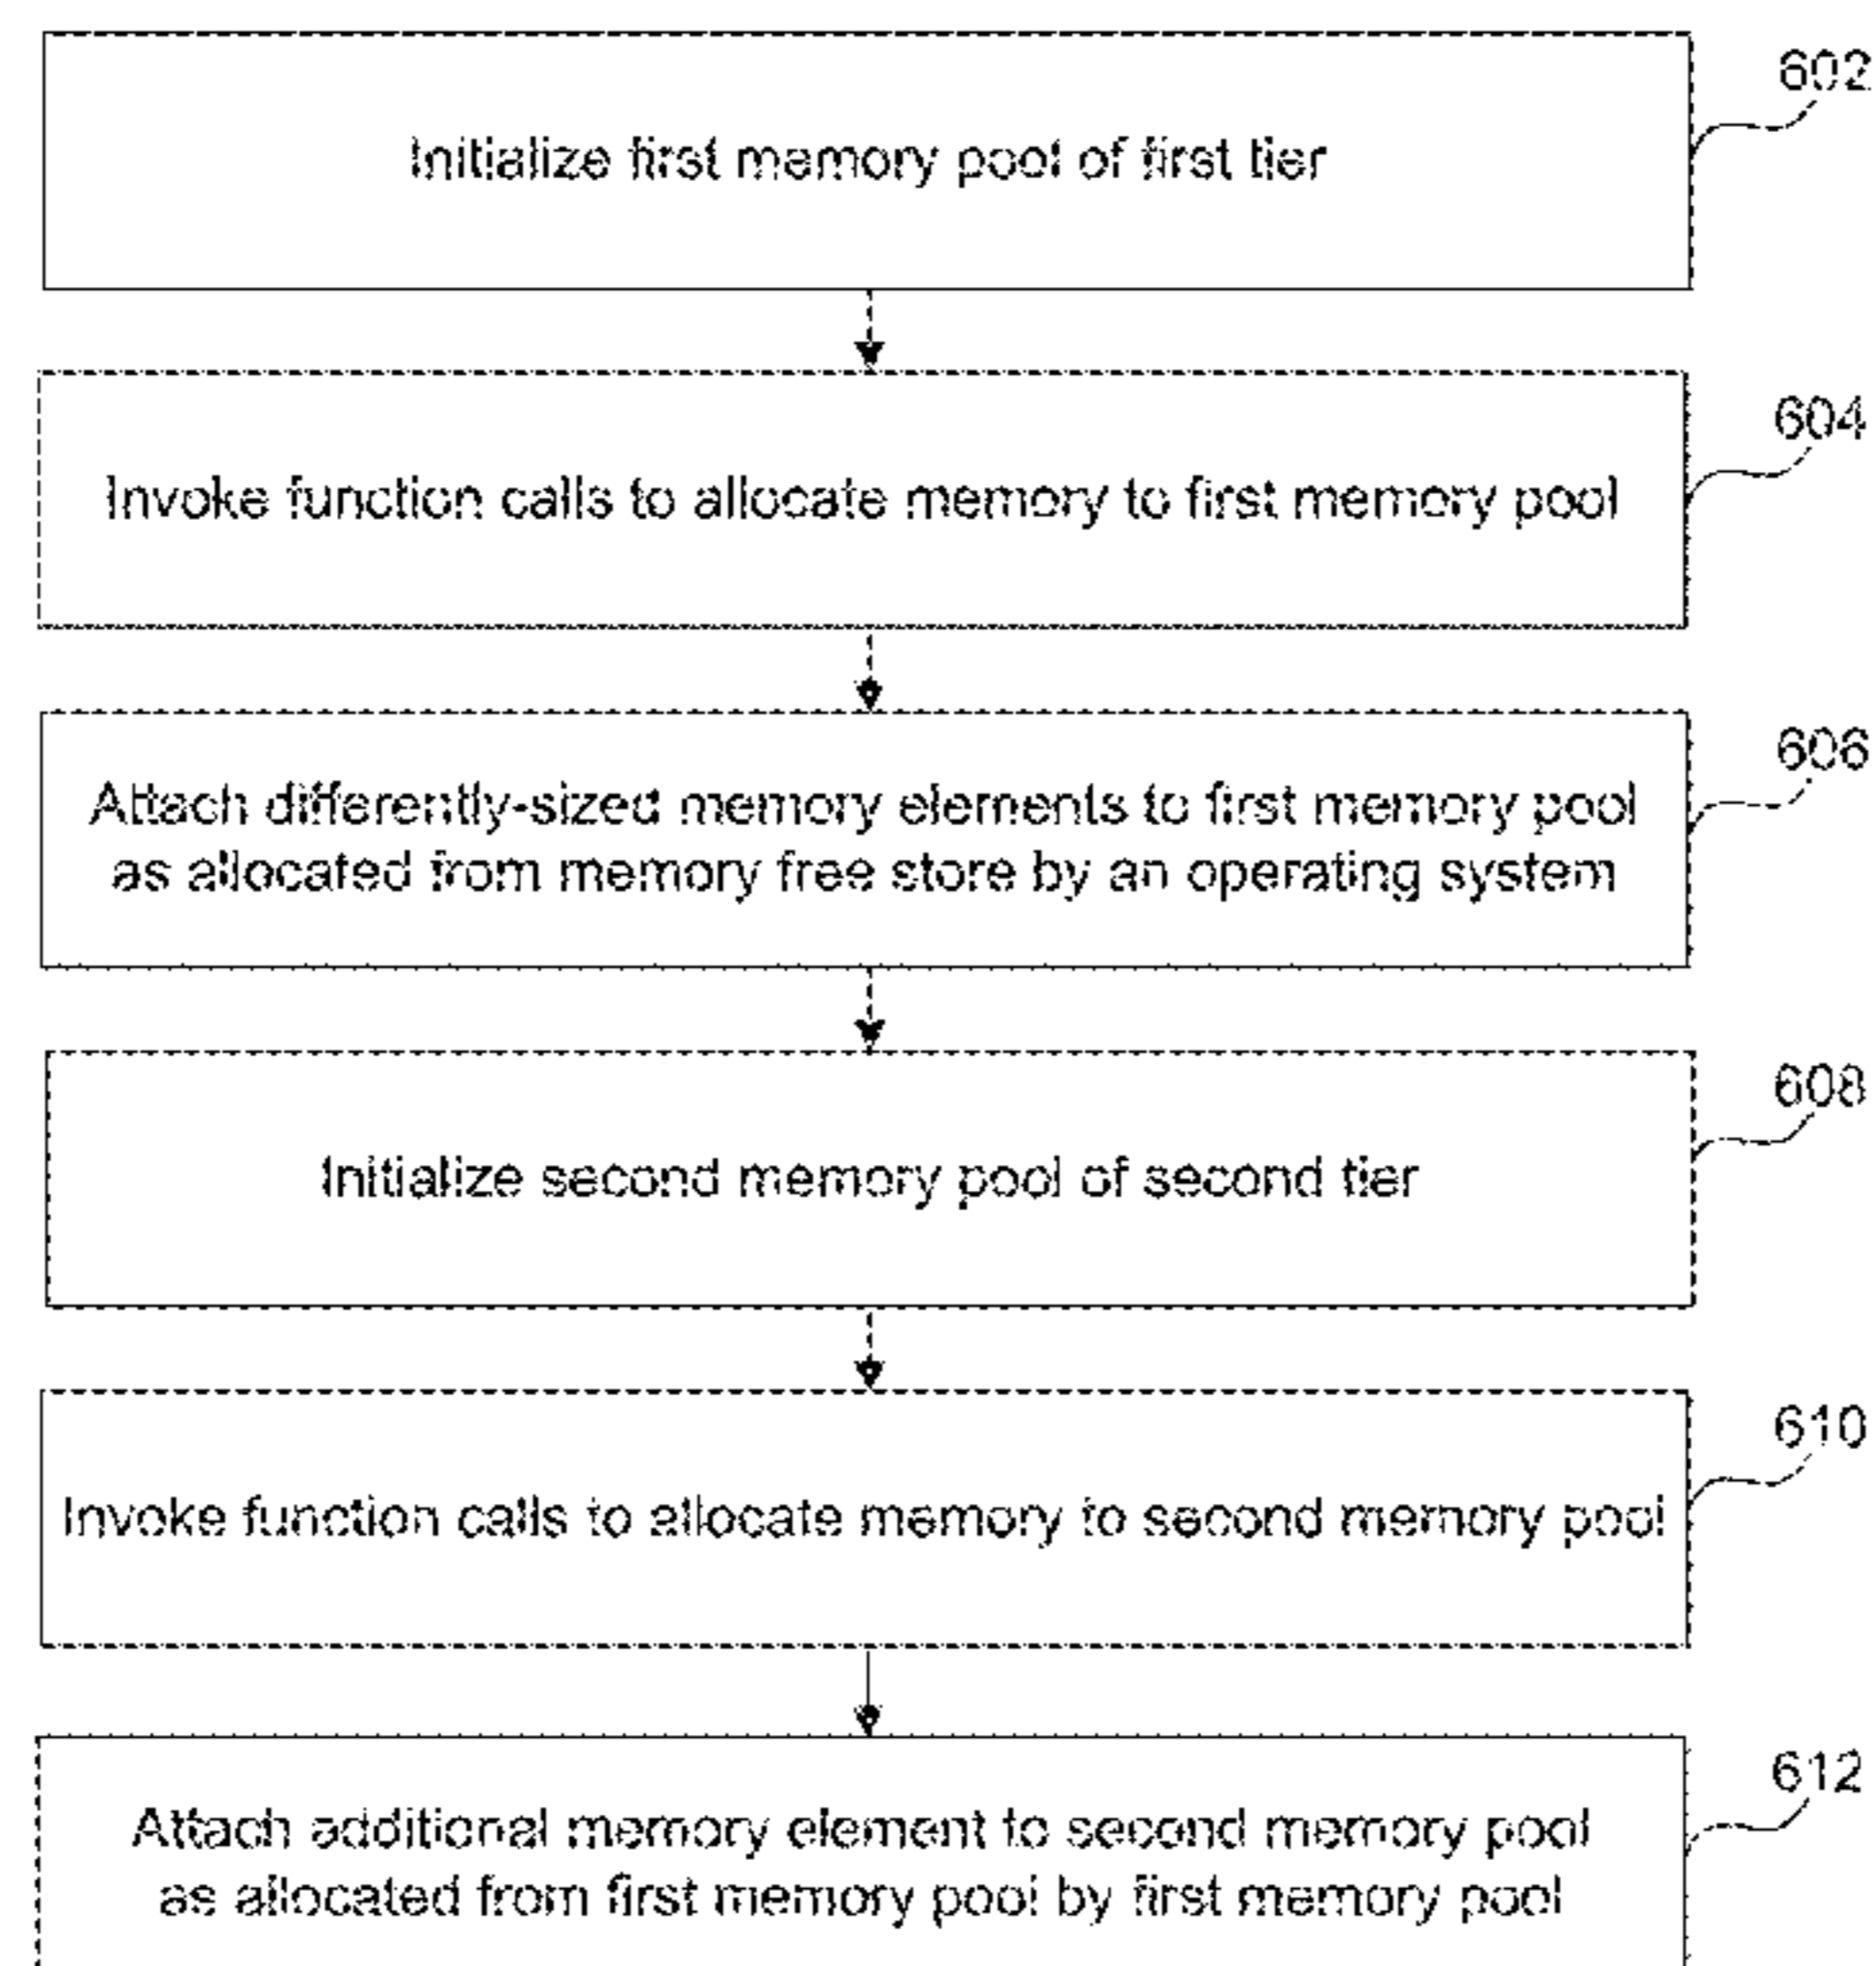 602
Initialize first memory pool of first tier
604
Invoke function calls to allocate memory to first memory pool
606
Attach differently-sized memory elements to first memory pool
as allocated from memory free store by an operating system
608
Initialize second memory pool of second tier
610
Invoke function calls to allocate memory to second memory pool
612
Attach additional memory element to second memory pool
as allocated from first memory pool by first memory pool